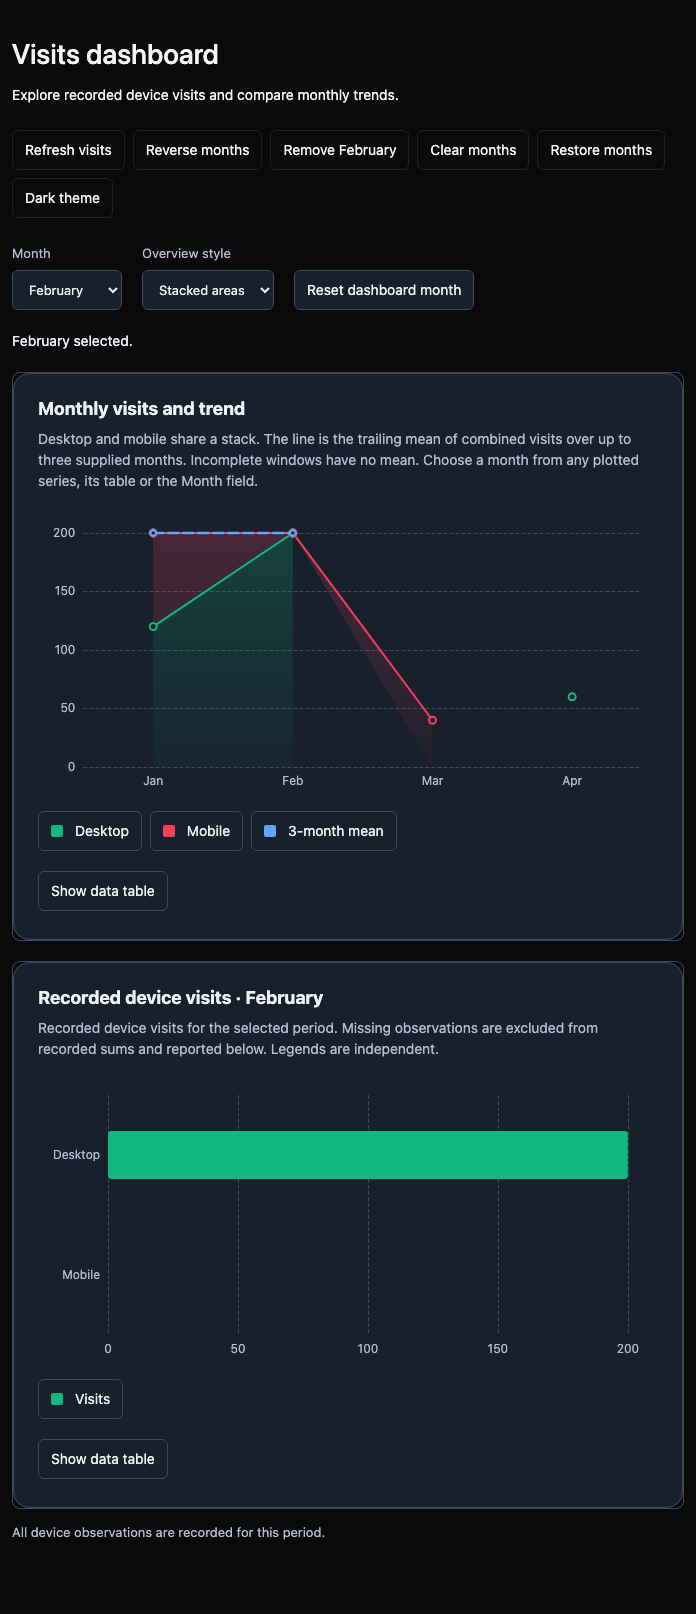 Visits dashboard
Explore recorded device visits and compare monthly trends.
Refresh visits
Reverse months
Remove February
Clear months
Restore months
Dark theme
Month
Overview style
February
Stacked areas
Reset dashboard month
February selected.
Monthly visits and trend
Desktop and mobile share a stack. The line is the trailing mean of combined visits over up to
three supplied months. Incomplete windows have no mean. Choose a month from any plotted
series, its table or the Month field.
200
150
100
50
0
Jan
Feb
Mar
Apr
Desktop
Mobile
3-month mean
Show data table
Recorded device visits · February
Recorded device visits for the selected period. Missing observations are excluded from
recorded sums and reported below. Legends are independent.
Desktop
Mobile
0
50
100
150
200
Visits
Show data table
All device observations are recorded for this period.